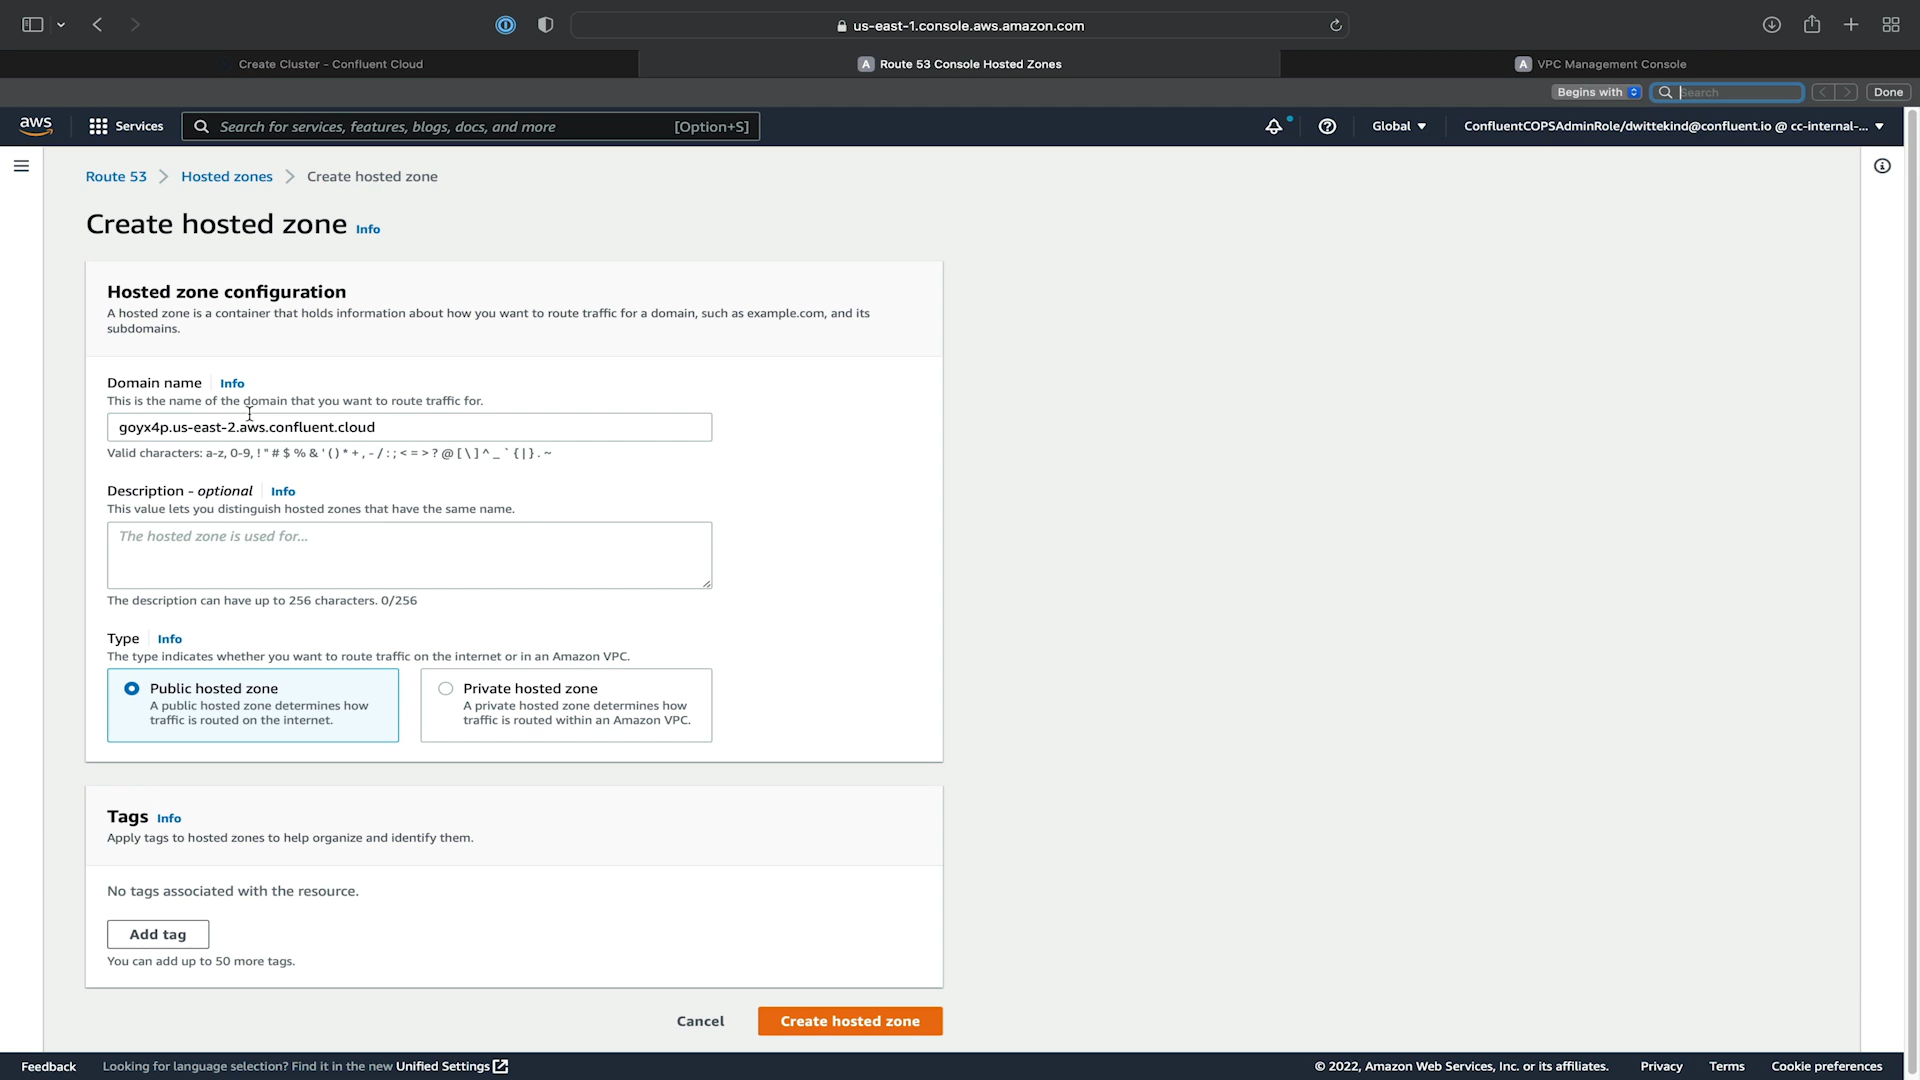 us-east-1.console.aws.amazon.com
Create Cluster - Confluent Cloud
A Route 53 Console Hosted Zones
A VPC Management Console
Begins with
Search
Done
aws
Services
Search for services, features, blogs, docs, and more [Option+S]
Global
ConfluentCOPSAdminRole/dwittekind@confluent.io @ cc-internal-...
Route 53 > Hosted zones > Create hosted zone
Create hosted zone Info
Hosted zone configuration
A hosted zone is a container that holds information about how you want to route traffic for a domain, such as example.com, and its
subdomains.
Domain name Info
This is the name of the domain that you want to route traffic for.
goyx4p.us-east-2.aws.confluent.cloud
Valid characters: a-z, 0-9, ! " # $ % & ' ( ) * + , - / : ; < = > ? @ [ \ ] ^ _ ` { | } . ~
Description - optional Info
This value lets you distinguish hosted zones that have the same name.
The hosted zone is used for...
The description can have up to 256 characters. 0/256
Type Info
The type indicates whether you want to route traffic on the internet or in an Amazon VPC.
Public hosted zone
A public hosted zone determines how
traffic is routed on the internet.
Private hosted zone
A private hosted zone determines how
traffic is routed within an Amazon VPC.
Tags Info
Apply tags to hosted zones to help organize and identify them.
No tags associated with the resource.
Add tag
You can add up to 50 more tags.
Cancel
Create hosted zone
Feedback
Looking for language selection? Find it in the new Unified Settings
© 2022, Amazon Web Services, Inc. or its affiliates.
Privacy
Terms
Cookie preferences